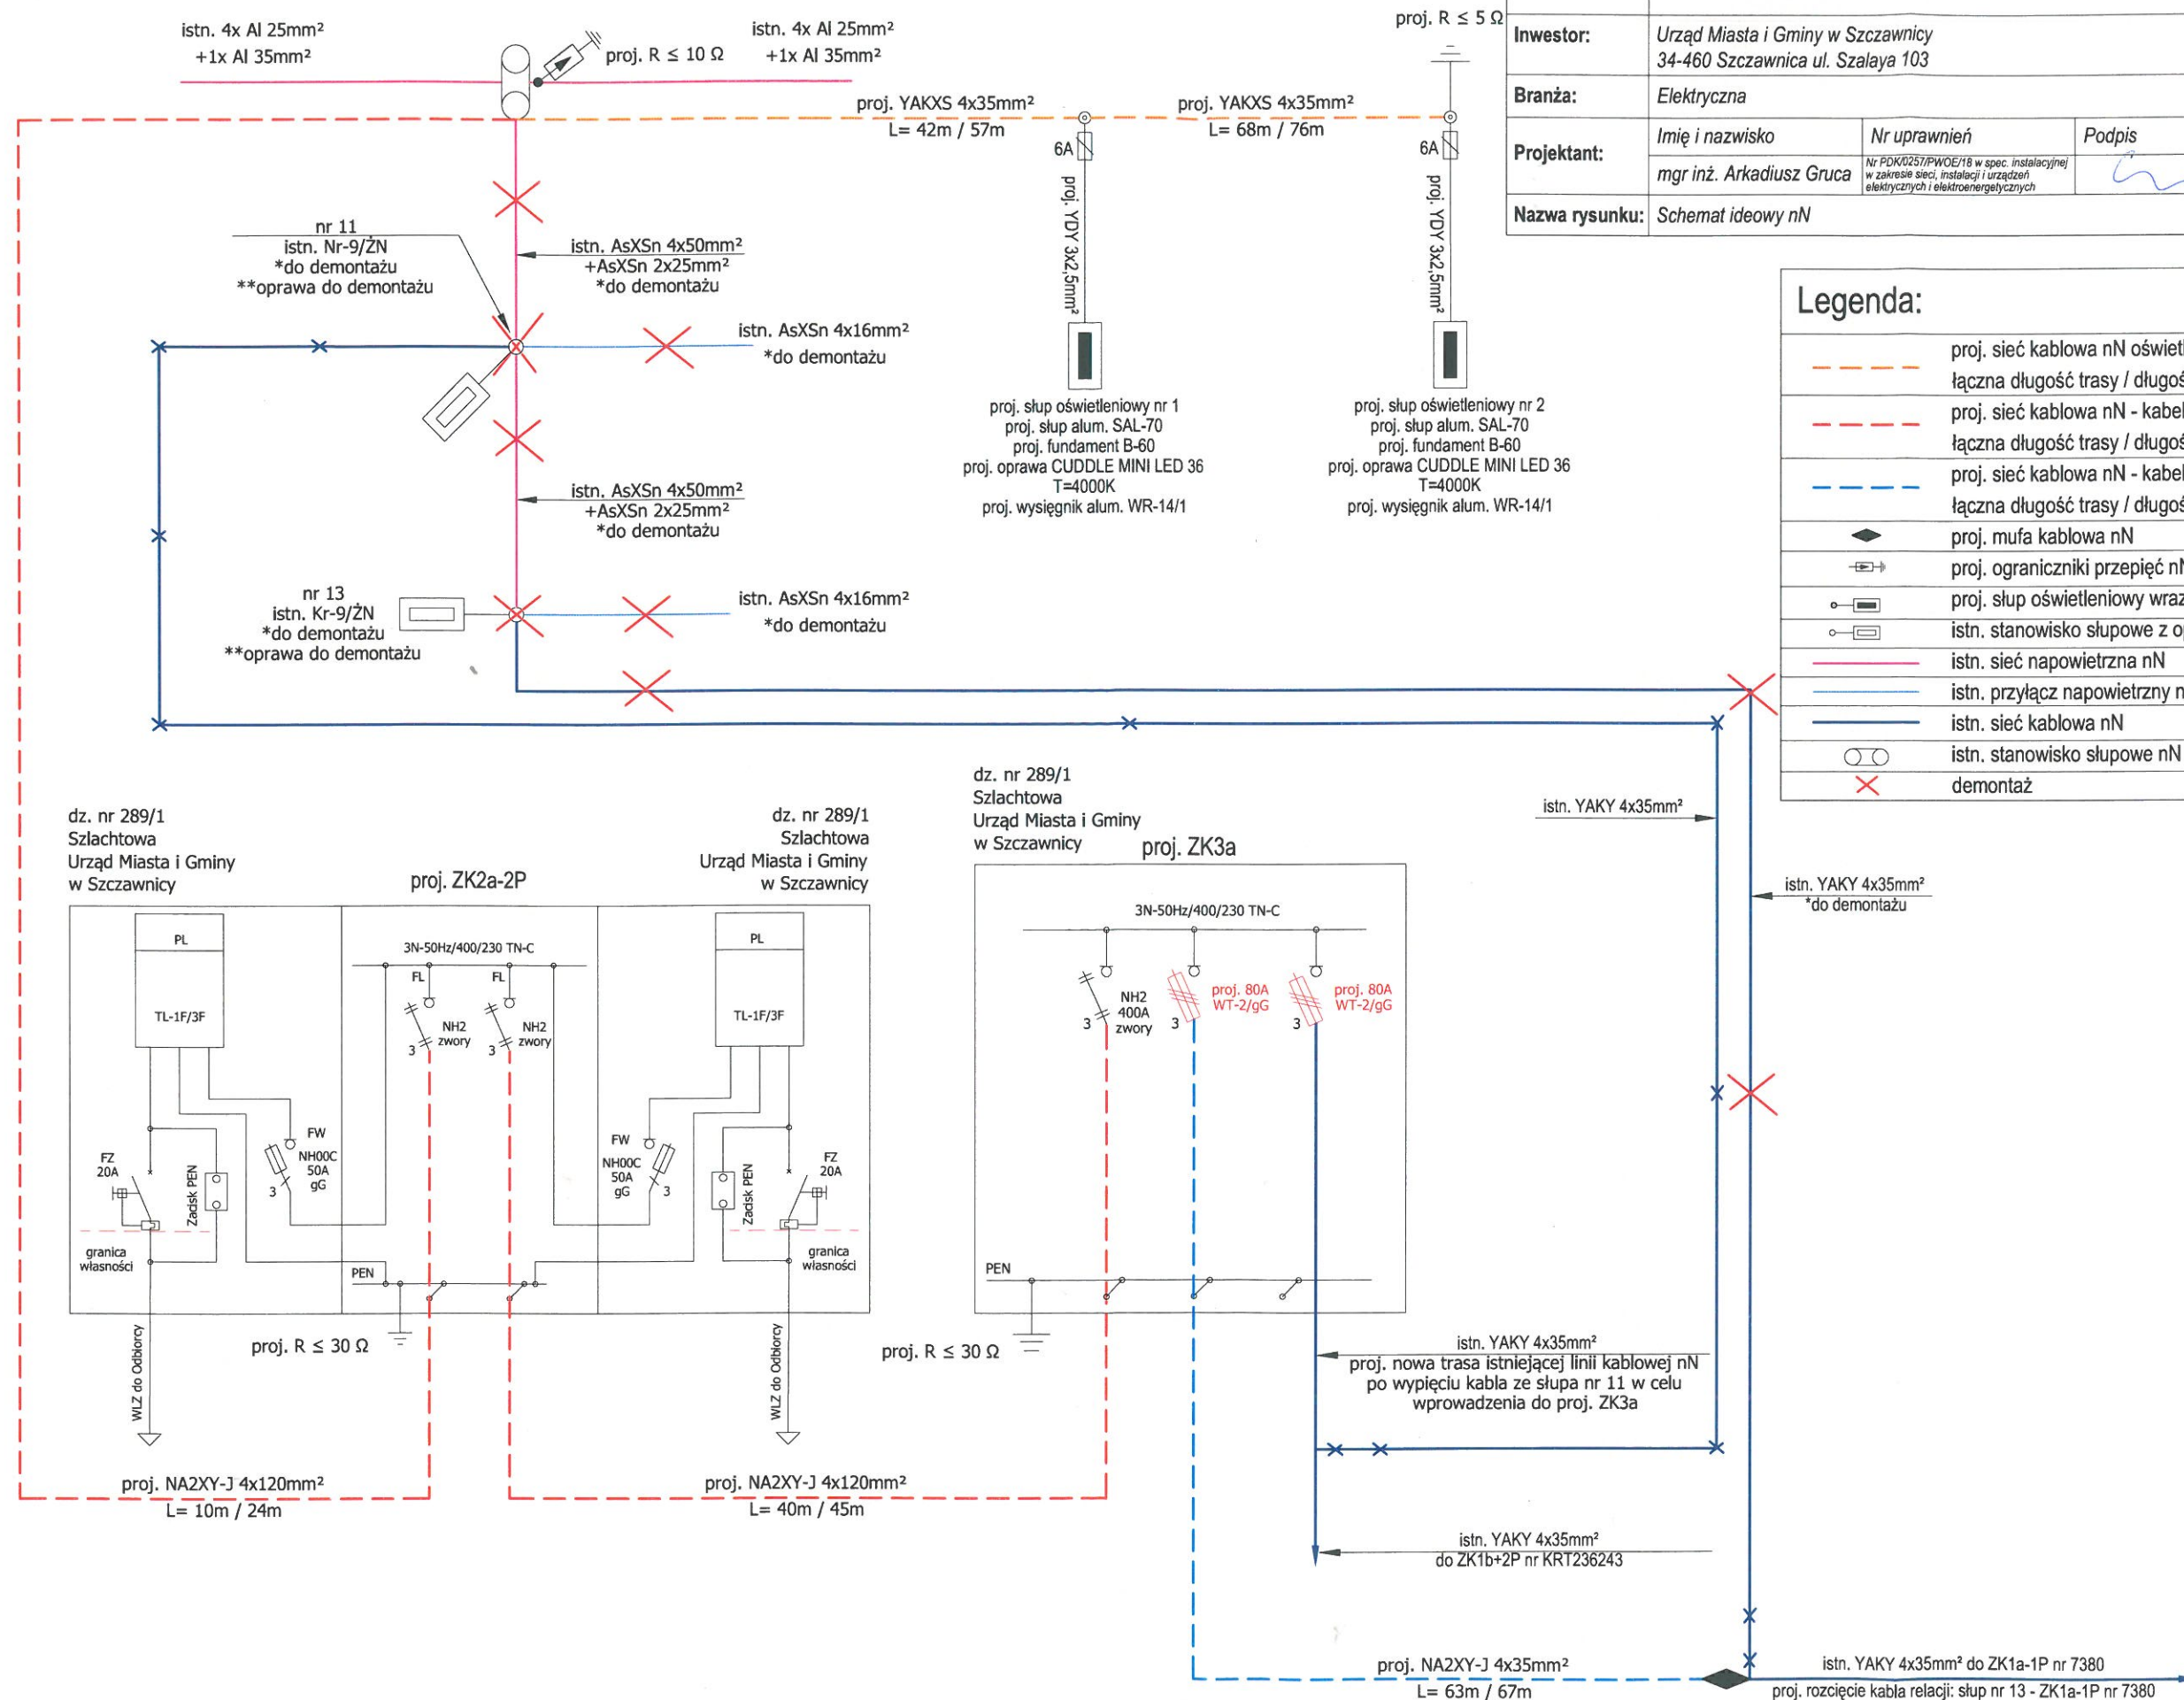 istn. 4x Al 25mm²
+1x Al 35mm²
proj. R ≤ 10 Ω
istn. 4x Al 25mm²
+1x Al 35mm²
proj. R ≤ 5 Ω
proj. YAKXS 4x35mm²
L= 42m / 57m
proj. YAKXS 4x35mm²
L= 68m / 76m
6A
6A
proj. YDY 3x2,5mm²
proj. YDY 3x2,5mm²
Inwestor:
Urząd Miasta i Gminy w Szczawnicy
34-460 Szczawnica ul. Szalaya 103
Branża:
Elektryczna
Projektant:
Imię i nazwisko
Nr uprawnień
Podpis
mgr inż. Arkadiusz Gruca
Nr PDK/0257/PWOE/18 w spec. instalacyjnej
w zakresie sieci, instalacji i urządzeń
elektrycznych i elektroenergetycznych
Nazwa rysunku:
Schemat ideowy nN
nr 11
istn. Nr-9/ŻN
*do demontażu
**oprawa do demontażu
istn. AsXSn 4x50mm²
+AsXSn 2x25mm²
*do demontażu
istn. AsXSn 4x16mm²
*do demontażu
istn. AsXSn 4x50mm²
+AsXSn 2x25mm²
*do demontażu
nr 13
istn. Kr-9/ŻN
*do demontażu
**oprawa do demontażu
istn. AsXSn 4x16mm²
*do demontażu
proj. słup oświetleniowy nr 1
proj. słup alum. SAL-70
proj. fundament B-60
proj. oprawa CUDDLE MINI LED 36
T=4000K
proj. wysięgnik alum. WR-14/1
proj. słup oświetleniowy nr 2
proj. słup alum. SAL-70
proj. fundament B-60
proj. oprawa CUDDLE MINI LED 36
T=4000K
proj. wysięgnik alum. WR-14/1
Legenda:
proj. sieć kablowa nN
łączna długość trasy /
proj. sieć kablowa nN -
łączna długość trasy /
proj. sieć kablowa nN -
łączna długość trasy /
proj. mufa kablowa nN
proj. ograniczniki przepięć
proj. słup oświetleniowy
istn. stanowisko słupowe z
istn. sieć napowietrzna nN
istn. przyłącz napowietrzny
istn. sieć kablowa nN
istn. stanowisko słupowe nN
demontaż
dz. nr 289/1
Szlachtowa
Urząd Miasta i Gminy
w Szczawnicy
proj. ZK2a-2P
dz. nr 289/1
Szlachtowa
Urząd Miasta i Gminy
w Szczawnicy
dz. nr 289/1
Szlachtowa
Urząd Miasta i Gminy
w Szczawnicy
proj. ZK3a
istn. YAKY 4x35mm²
istn. YAKY 4x35mm²
*do demontażu
PL
TL-1F/3F
3N-50Hz/400/230 TN-C
FL
FL
NH2
zwory
3
NH2
zwory
3
PL
TL-1F/3F
FZ
20A
Zacisk PEN
FW
NH00C
50A
gG
3
granica
własności
PEN
FW
NH00C
50A
gG
3
Zacisk PEN
FZ
20A
granica
własności
3N-50Hz/400/230 TN-C
NH2
400A
zwory
3
proj. 80A
WT-2/gG
3
proj. 80A
WT-2/gG
3
PEN
WLZ do Odbiorcy
proj. R ≤ 30 Ω
WLZ do Odbiorcy
proj. R ≤ 30 Ω
istn. YAKY 4x35mm²
proj. nowa trasa istniejącej linii kablowej nN
po wypięciu kabla ze słupa nr 11 w celu
wprowadzenia do proj. ZK3a
proj. NA2XY-J 4x120mm²
L= 10m / 24m
proj. NA2XY-J 4x120mm²
L= 40m / 45m
istn. YAKY 4x35mm²
do ZK1b+2P nr KRT236243
proj. NA2XY-J 4x35mm²
L= 63m / 67m
istn. YAKY 4x35mm² do ZK1a-1P nr 7380
proj. rozcięcie kabla relacji: słup nr 13 - ZK1a-1P nr 7380